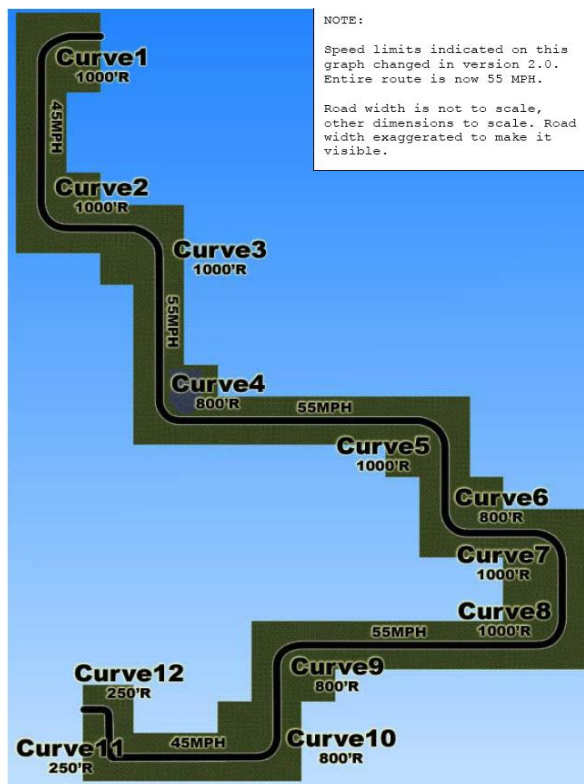 NOTE:
Speed limits indicated on this
graph changed in version 2.0.
Entire route is now 55 MPH.
Road width is not to scale,
other dimensions to scale. Road
width exaggerated to make it
visible.
Curve1
1000'R
45MPH
Curve2
1000'R
Curve3
1000'R
55MPH
Curve4
800'R
55MPH
Curve5
1000'R
Curve6
800'R
Curve7
1000'R
Curve8
1000'R
55MPH
Curve9
800'R
Curve12
250'R
Curve10
800'R
45MPH
Curve11
250'R